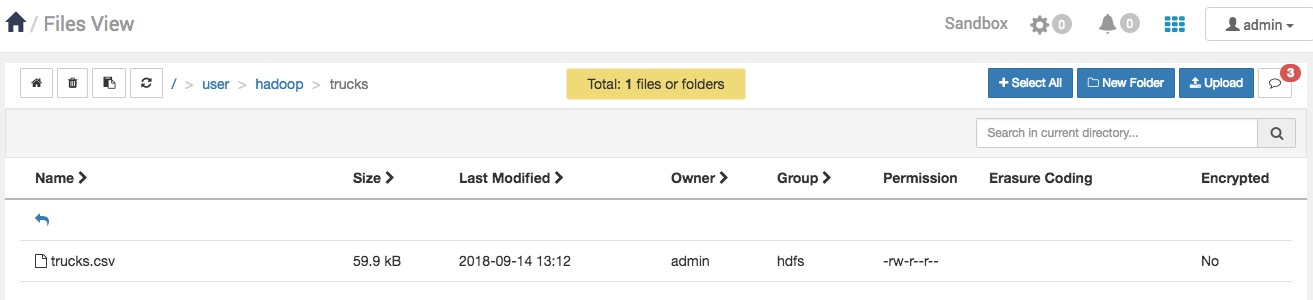 / Files View Sandbox 0 0 admin
/ > user > hadoop > trucks Total: 1 files or folders Select All New Folder Upload 3
Search in current directory...
Name Size Last Modified Owner Group Permission Erasure Coding Encrypted
trucks.csv 59.9 kB 2018-09-14 13:12 admin hdfs -rw-r--r-- No